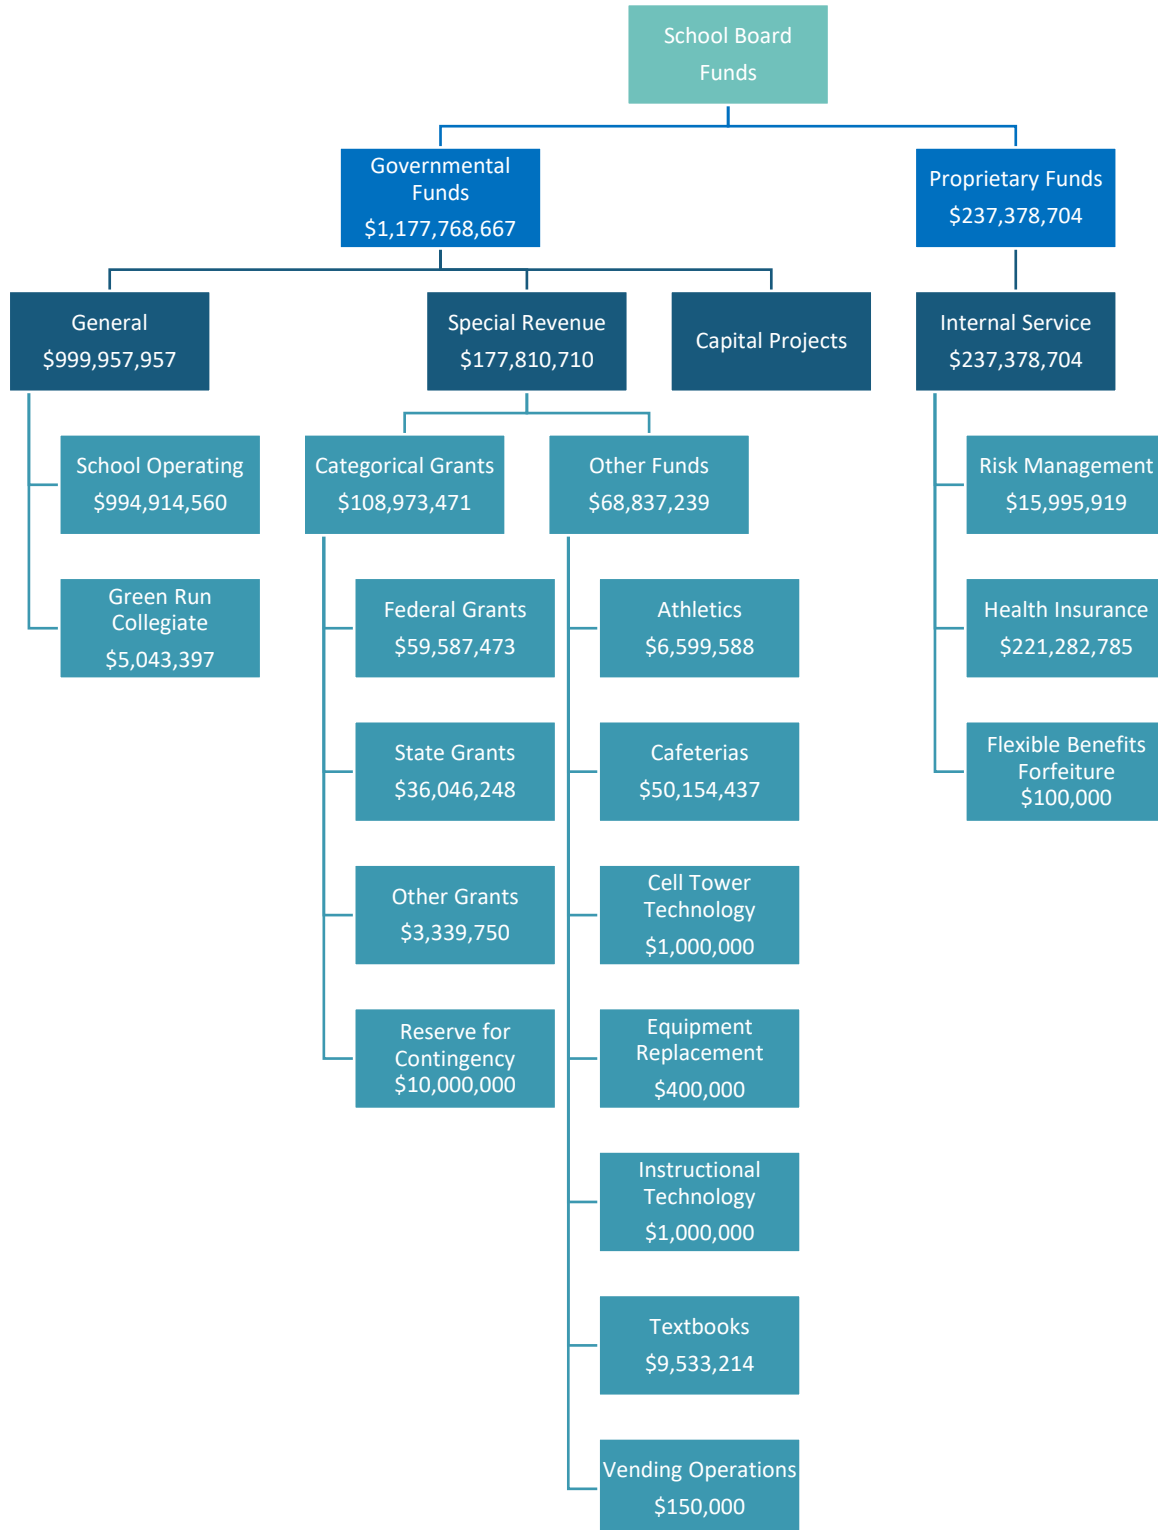 School Board
Funds
Governmental
Funds
$1,177,768,667
Proprietary Funds
$237,378,704
General
$999,957,957
Special Revenue
$177,810,710
Capital Projects
Internal Service
$237,378,704
School Operating
$994,914,560
Green Run
Collegiate
$5,043,397
Categorical Grants
$108,973,471
Federal Grants
$59,587,473
State Grants
$36,046,248
Other Grants
$3,339,750
Reserve for
Contingency
$10,000,000
Other Funds
$68,837,239
Athletics
$6,599,588
Cafeterias
$50,154,437
Cell Tower
Technology
$1,000,000
Equipment
Replacement
$400,000
Instructional
Technology
$1,000,000
Textbooks
$9,533,214
Vending Operations
$150,000
Risk Management
$15,995,919
Health Insurance
$221,282,785
Flexible Benefits
Forfeiture
$100,000